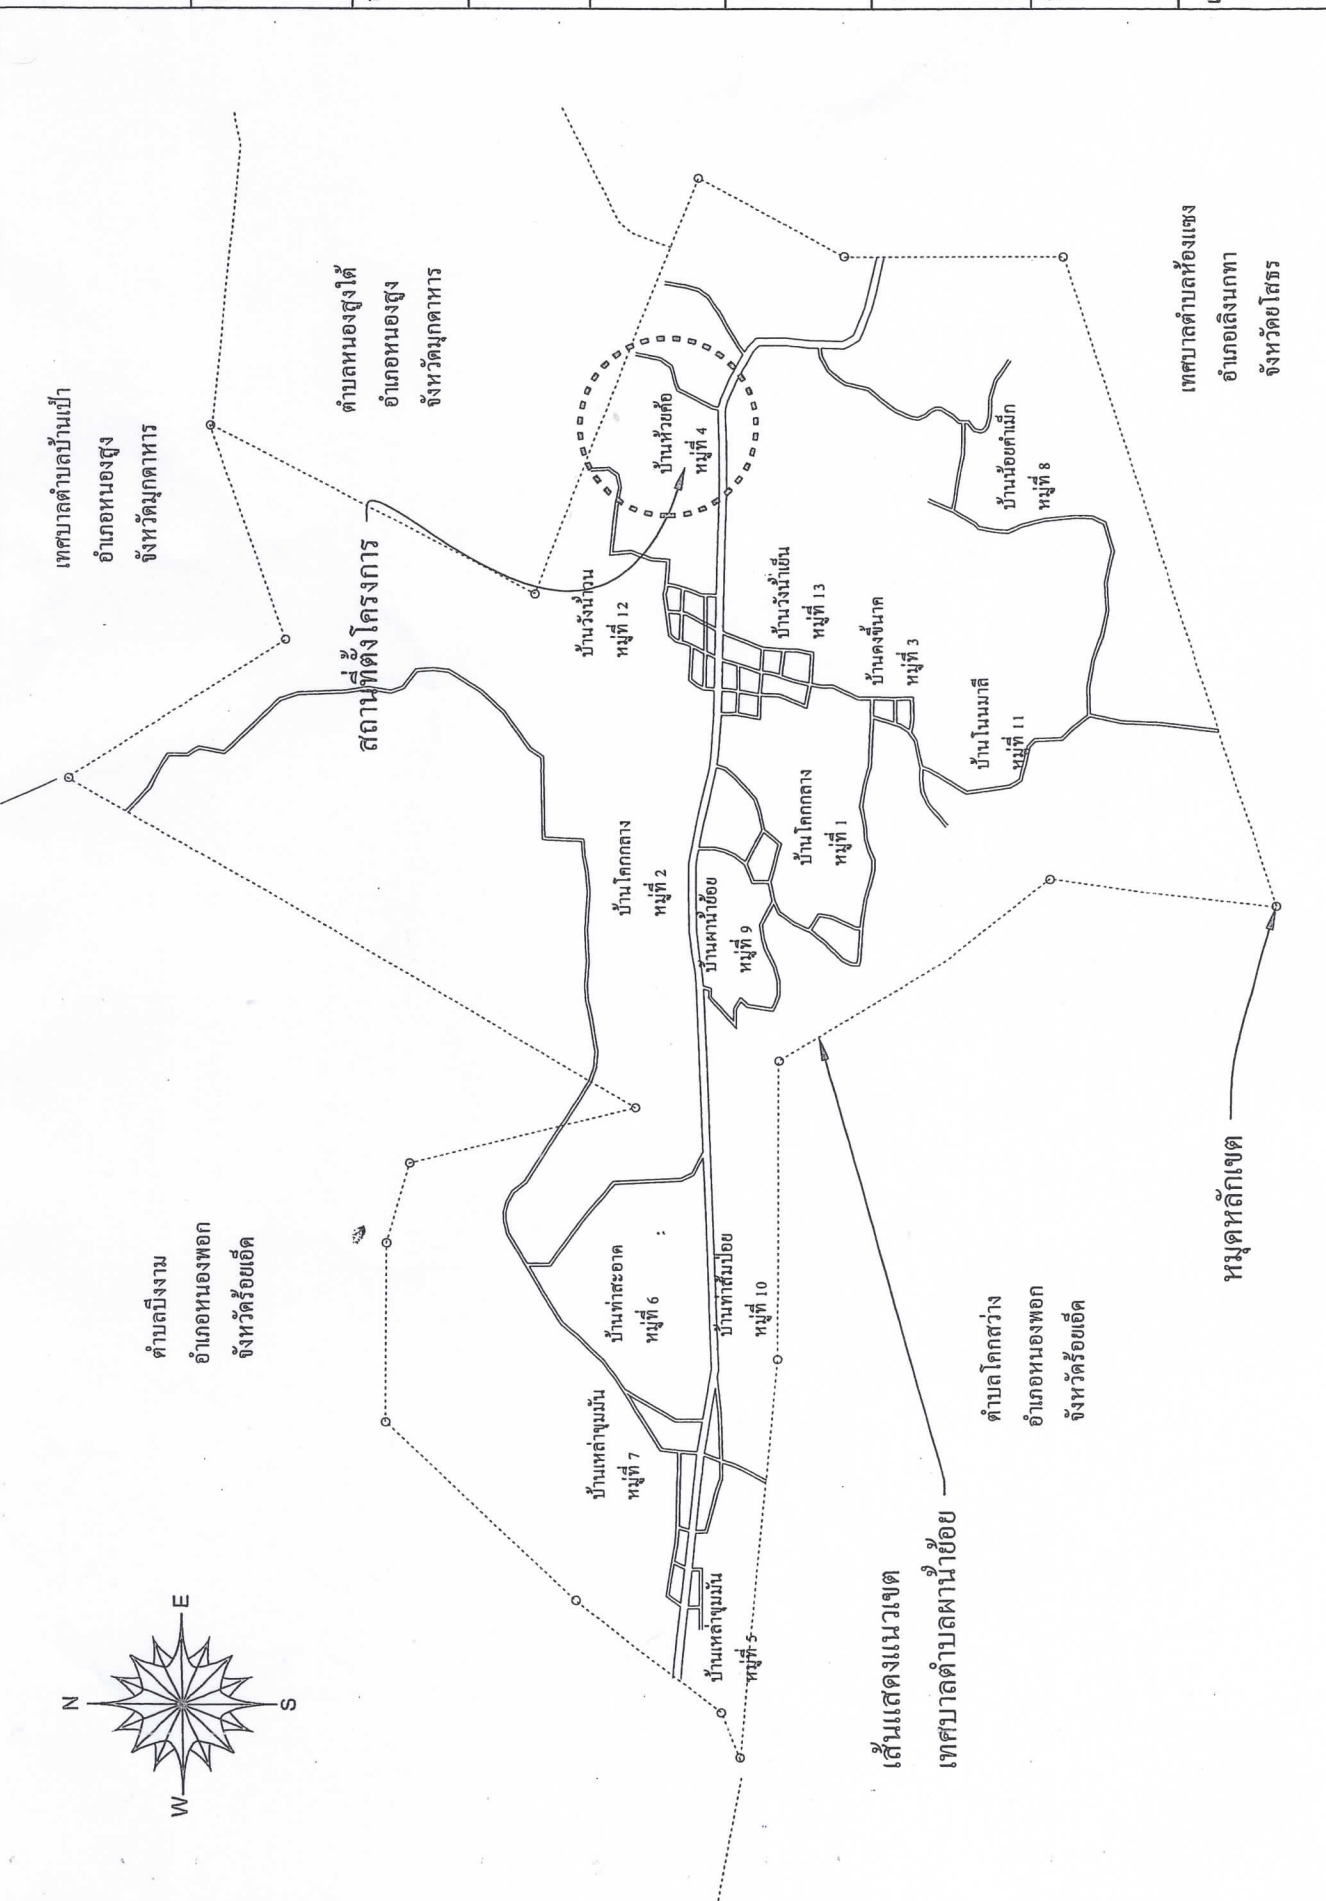 N
E
S
W
เทศบาลตำบลบ้านเป้า
อำเภอหนองสูง
จังหวัดมุกดาหาร
ตำบลบึงงาม
อำเภอหนองพอก
จังหวัดร้อยเอ็ด
ตำบลหนองสูงใต้
อำเภอหนองสูง
จังหวัดมุกดาหาร
สถานที่ตั้งโครงการ
บ้านเหล่าขุมมัน
หมู่ที่ 7
บ้านท่าสะอาด
หมู่ที่ 6
บ้านโคกกลาง
หมู่ที่ 2
บ้านวังน้ำวน
หมู่ที่ 12
บ้านห้วยค้อ
หมู่ที่ 4
บ้านเหล่าขุมมัน
หมู่ที่ 5
บ้านท่าส้มป่อย
หมู่ที่ 10
บ้านผาน้ำย้อย
หมู่ที่ 9
บ้านโคกกลาง
หมู่ที่ 1
บ้านวังน้ำเย็น
หมู่ที่ 13
บ้านดงขี้นาค
หมู่ที่ 3
บ้านโนนมาลี
หมู่ที่ 11
บ้านน้อยคำเม็ก
หมู่ที่ 8
เส้นแสดงแนวเขต
เทศบาลตำบลผาน้ำย้อย
ตำบลโคกสว่าง
อำเภอหนองพอก
จังหวัดร้อยเอ็ด
หมุดหลักเขต
เทศบาลตำบลห้องแซง
อำเภอเลิงนกทา
จังหวัดยโสธร